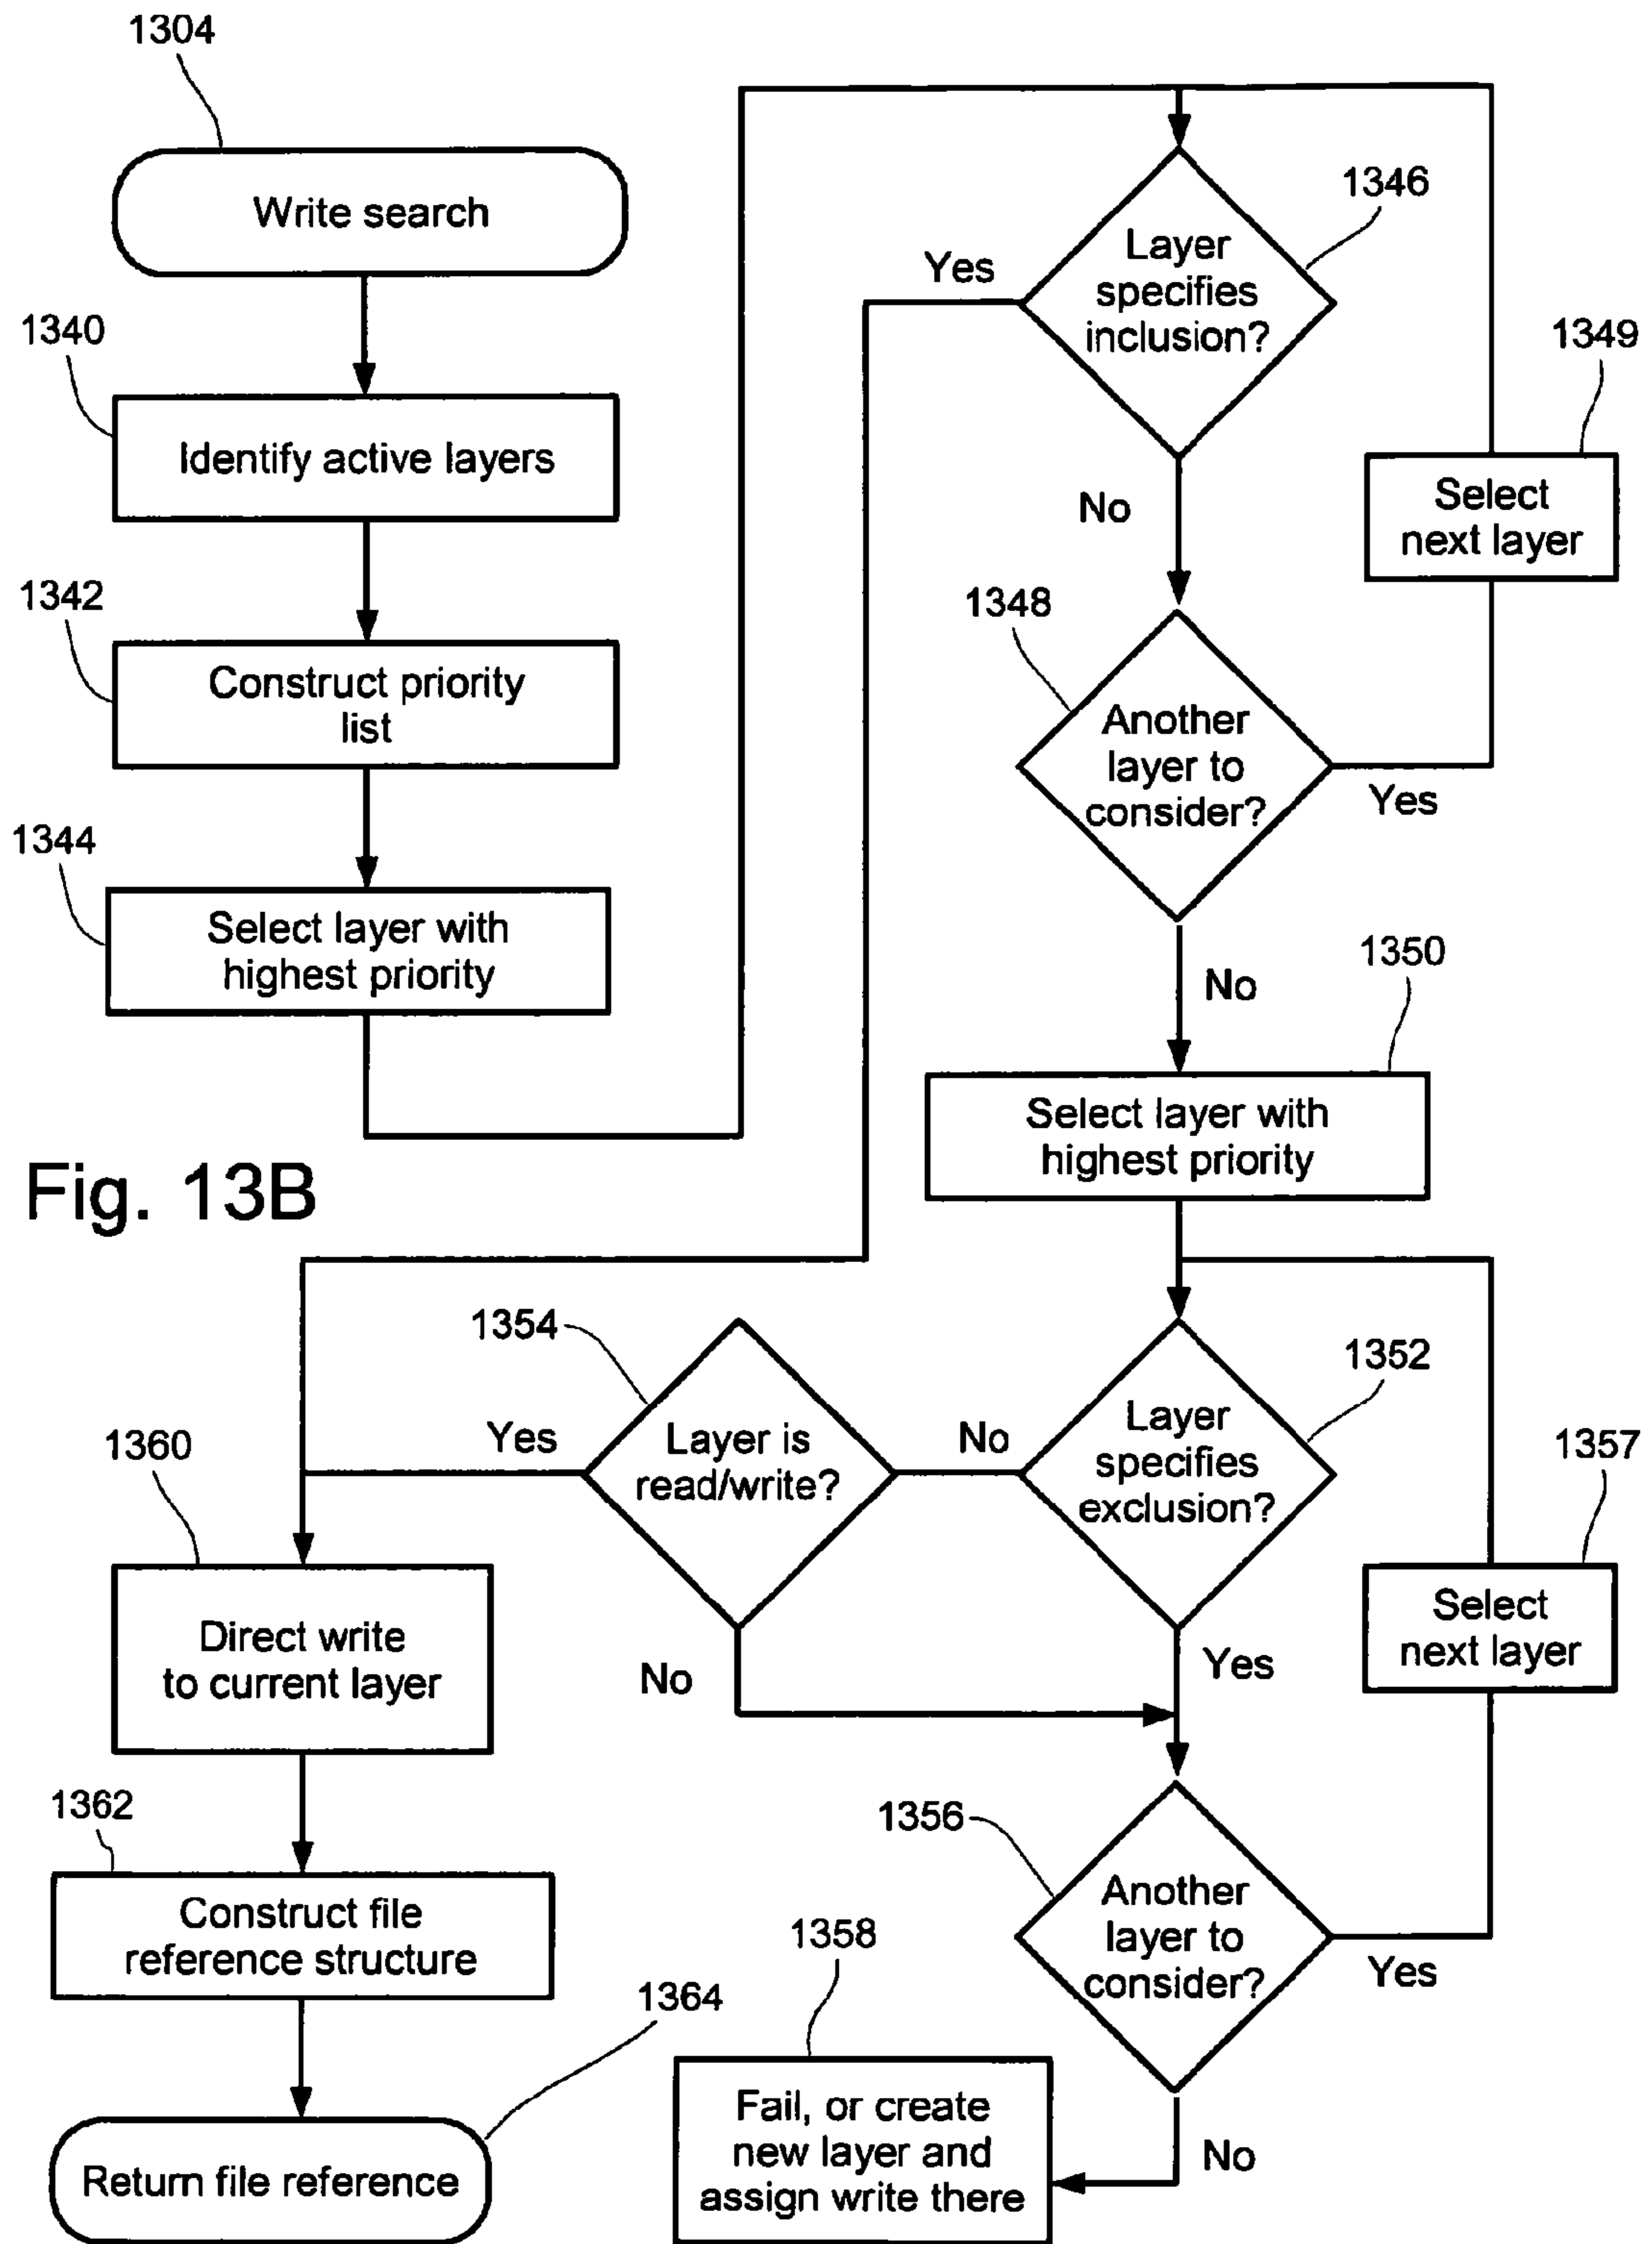 1304
Write search
1340
Identify active layers
1342
Construct priority
list
1344
Select layer with
highest priority
Fig. 13B
1346
Layer
specifies
inclusion?
Yes
No
1349
Select
next layer
1348
Another
layer to
consider?
Yes
No
1350
Select layer with
highest priority
1352
Layer
specifies
exclusion?
No
Yes
1354
Layer is
read/write?
Yes
No
1357
Select
next layer
1356
Another
layer to
consider?
Yes
No
1358
Fail, or create
new layer and
assign write there
1360
Direct write
to current layer
1362
Construct file
reference structure
1364
Return file reference